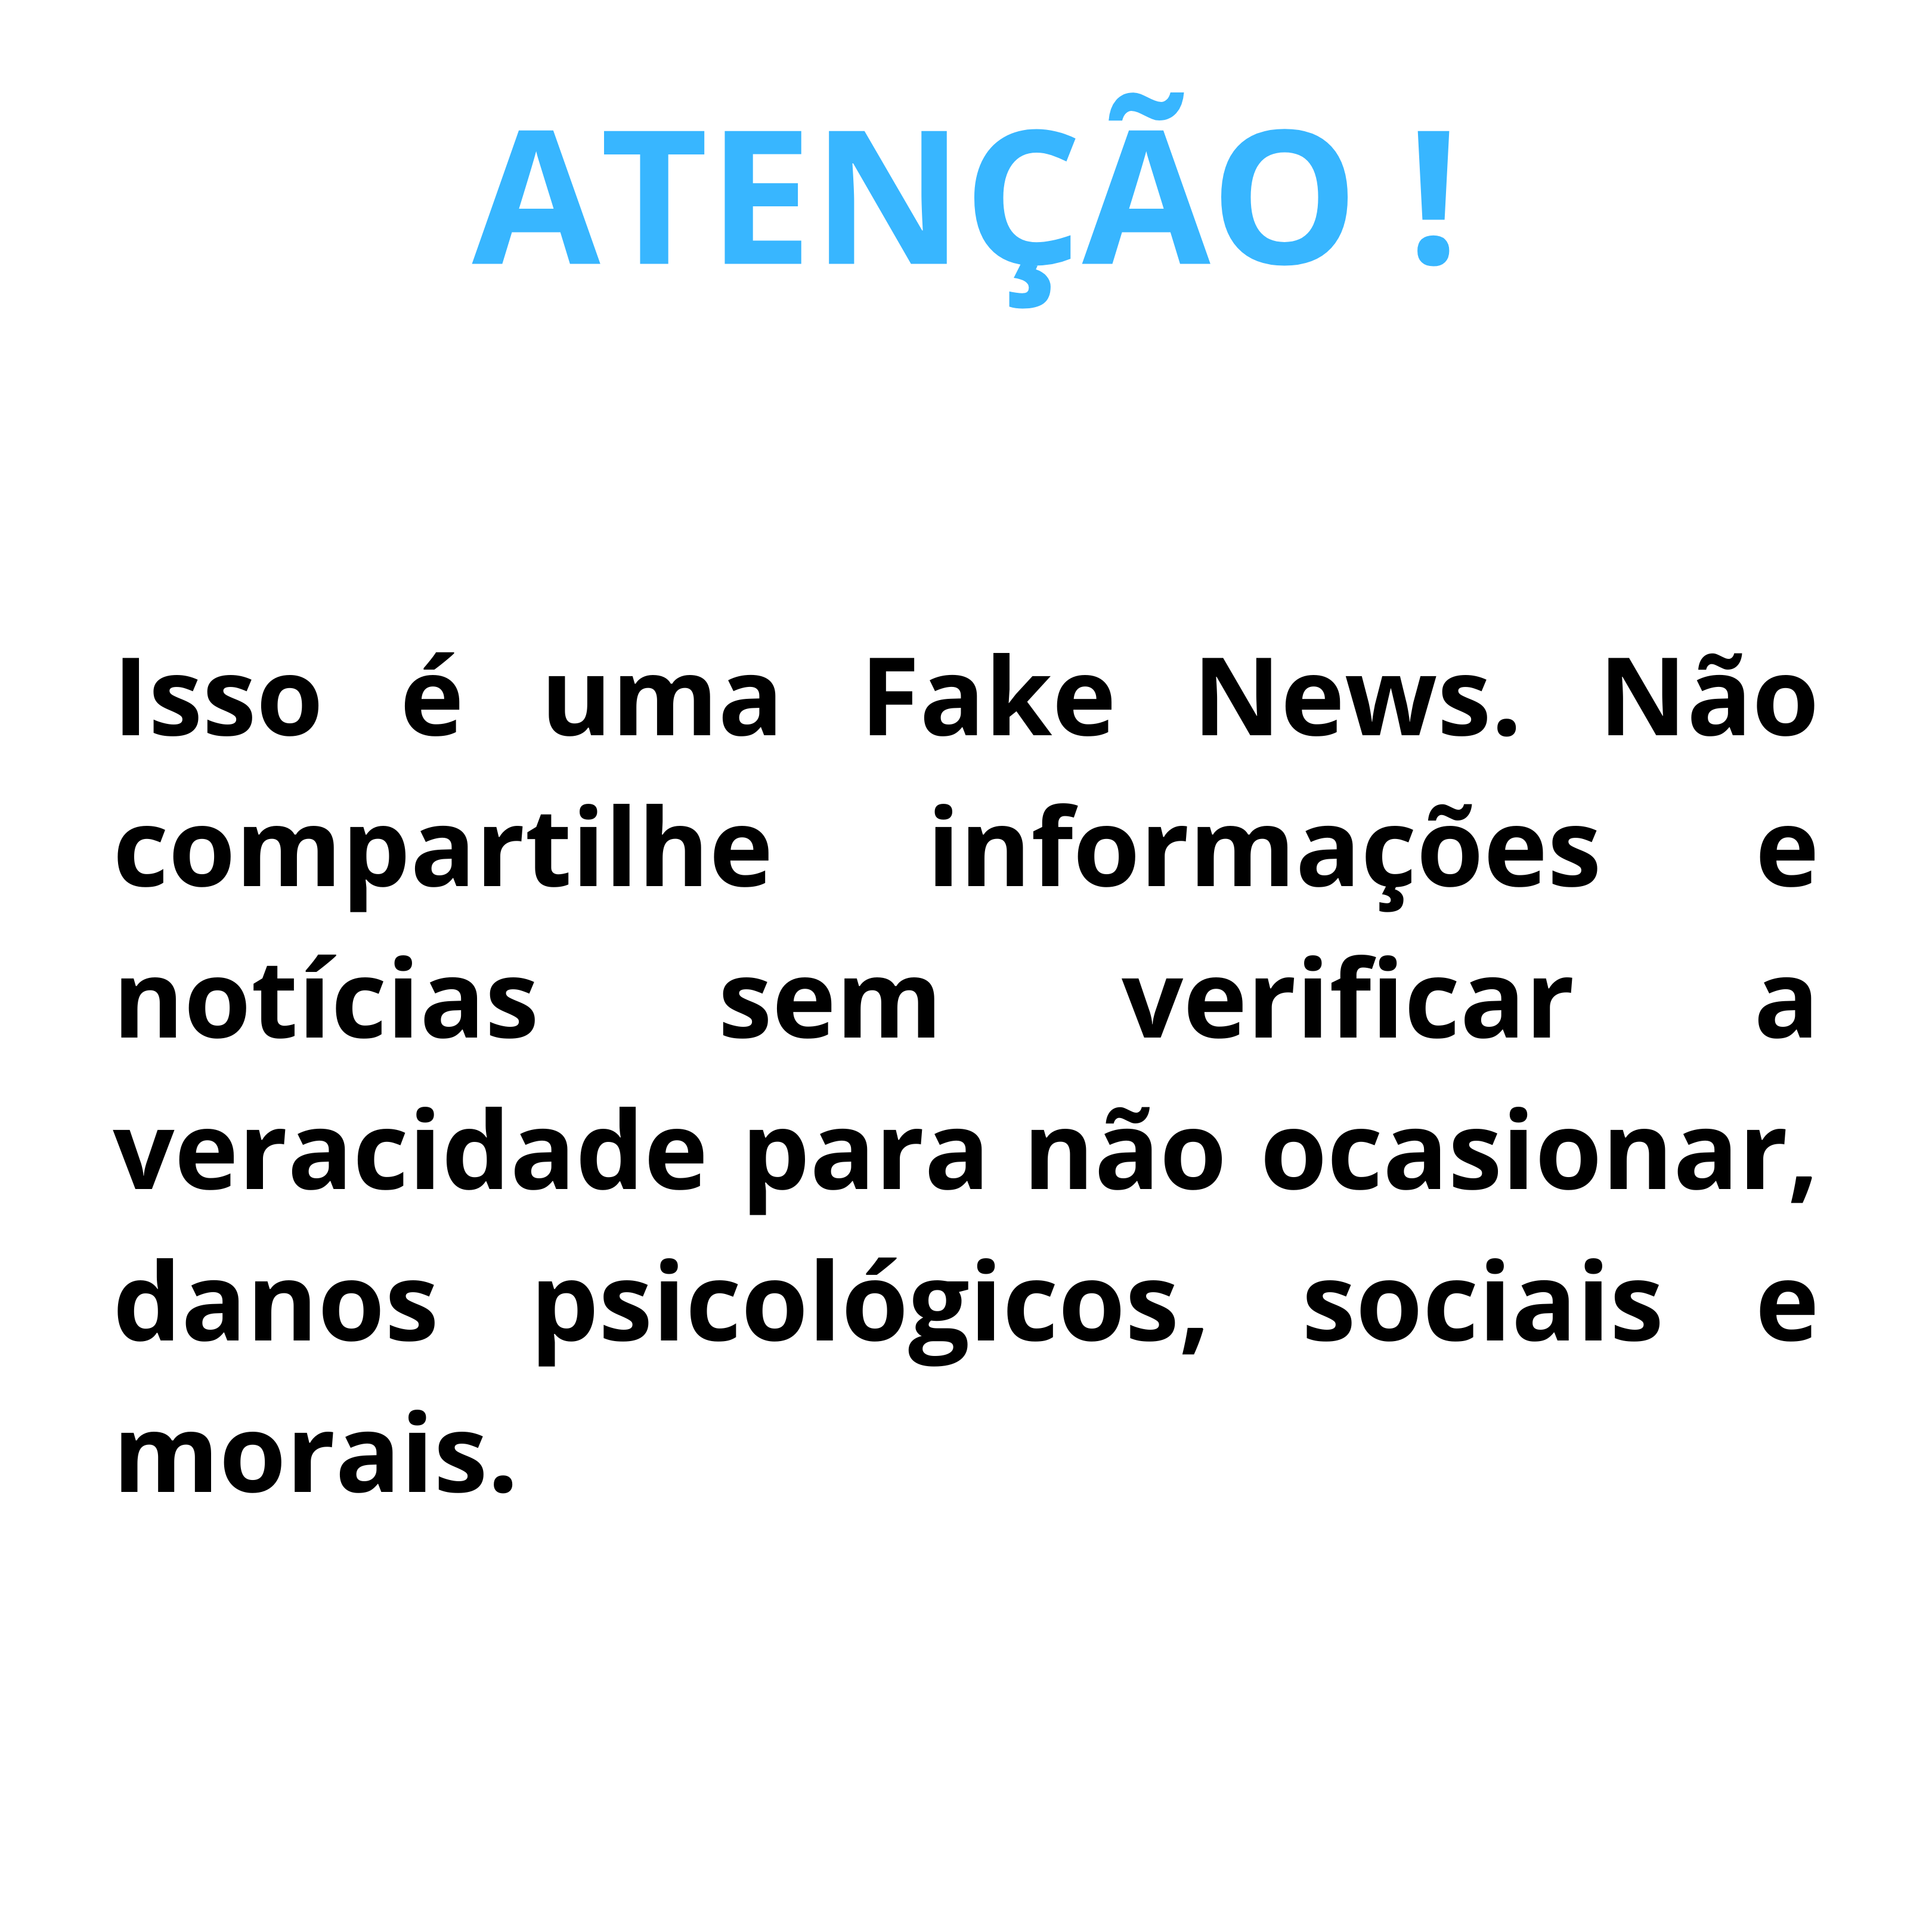 ATENÇÃO !
Isso é uma Fake News. Não
compartilhe informações e
notícias sem verificar a
veracidade para não ocasionar,
danos psicológicos, sociais e
morais.